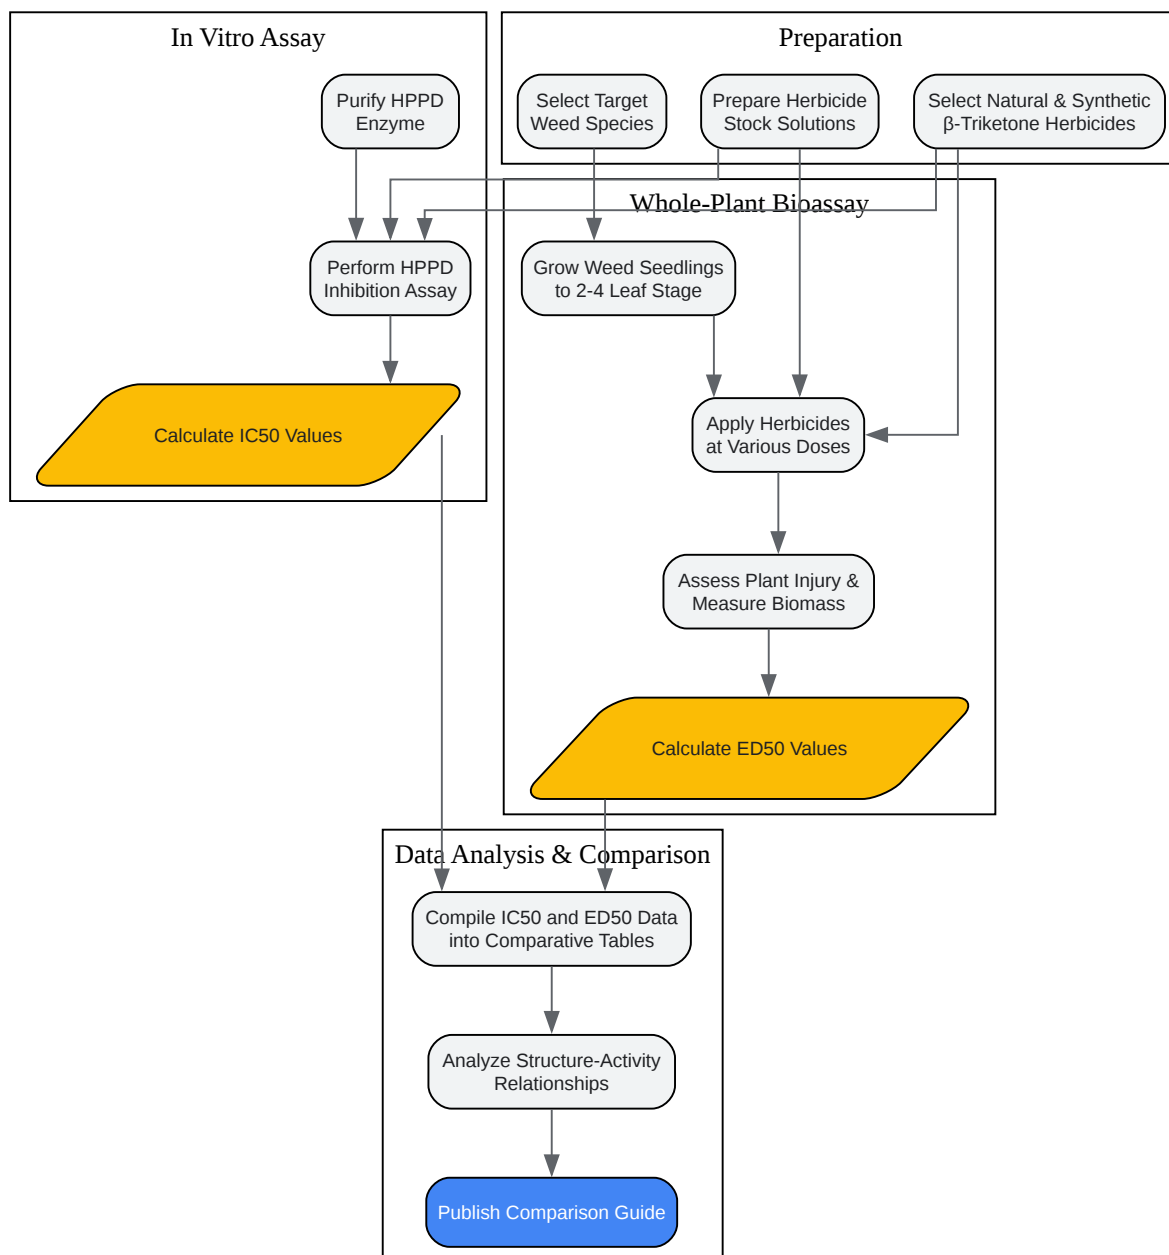 In Vitro Assay
Purify HPPD
Enzyme
Perform HPPD
Inhibition Assay
Calculate IC50 Values
Preparation
Select Target
Weed Species
Prepare Herbicide
Stock Solutions
Select Natural & Synthetic
β-Triketone Herbicides
Whole-Plant Bioassay
Grow Weed Seedlings
to 2-4 Leaf Stage
Apply Herbicides
at Various Doses
Assess Plant Injury &
Measure Biomass
Calculate ED50 Values
Data Analysis & Comparison
Compile IC50 and ED50 Data
into Comparative Tables
Analyze Structure-Activity
Relationships
Publish Comparison Guide